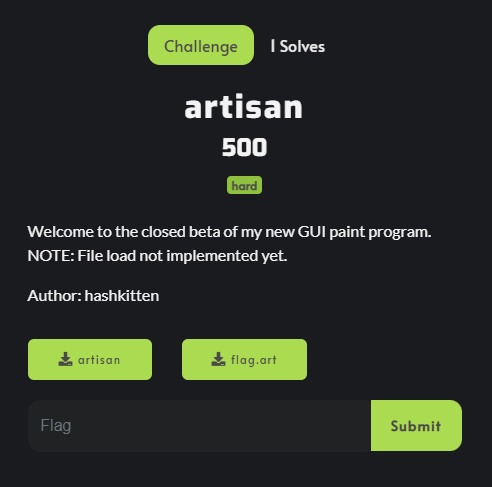 Challenge 1 Solves
artisan
500
hard
Welcome to the closed beta of my new GUI paint program.
NOTE: File load not implemented yet.
Author: hashkitten
artisan flag.art
Flag Submit